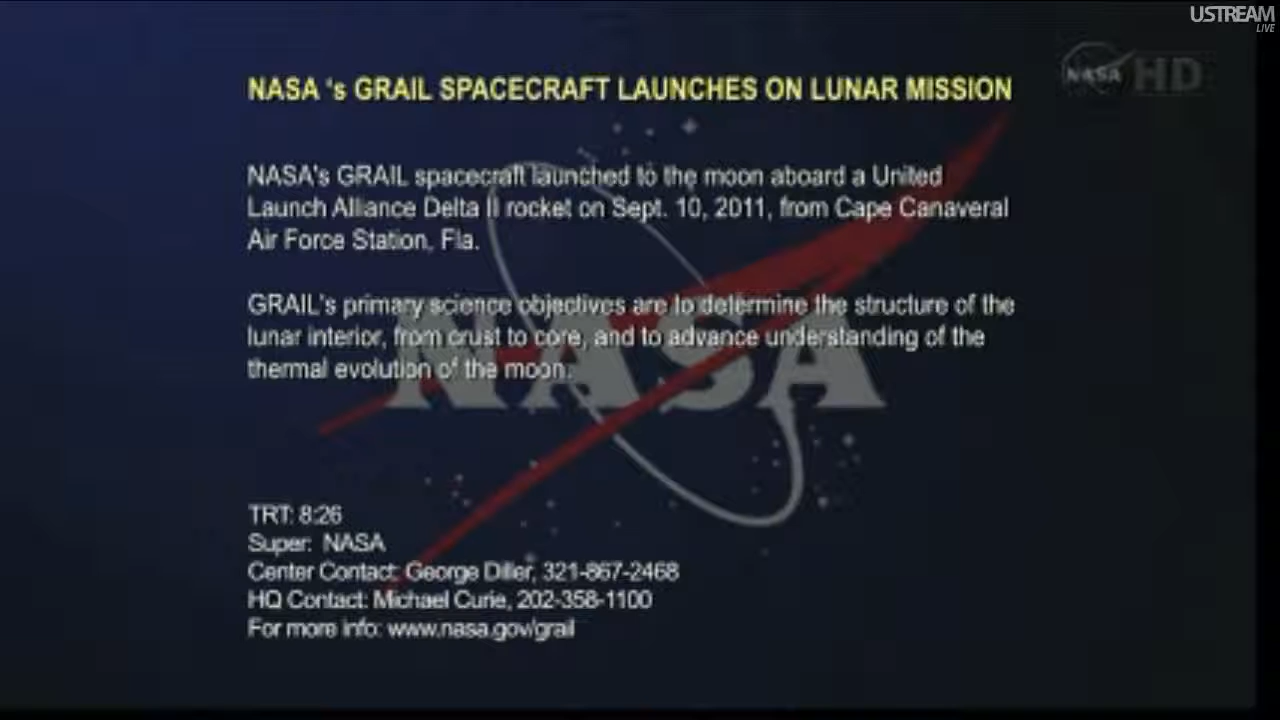 USTREAM
LIVE
NASA HD
NASA 's GRAIL SPACECRAFT LAUNCHES ON LUNAR MISSION
NASA's GRAIL spacecraft launched to the moon aboard a United
Launch Alliance Delta II rocket on Sept. 10, 2011, from Cape Canaveral
Air Force Station, Fla.
GRAIL's primary science objectives are to determine the structure of the
lunar interior, from crust to core, and to advance understanding of the
thermal evolution of the moon.
NASA
TRT: 8:26
Super: NASA
Center Contact: George Diller, 321-867-2468
HQ Contact: Michael Curie, 202-358-1100
For more info: www.nasa.gov/grail